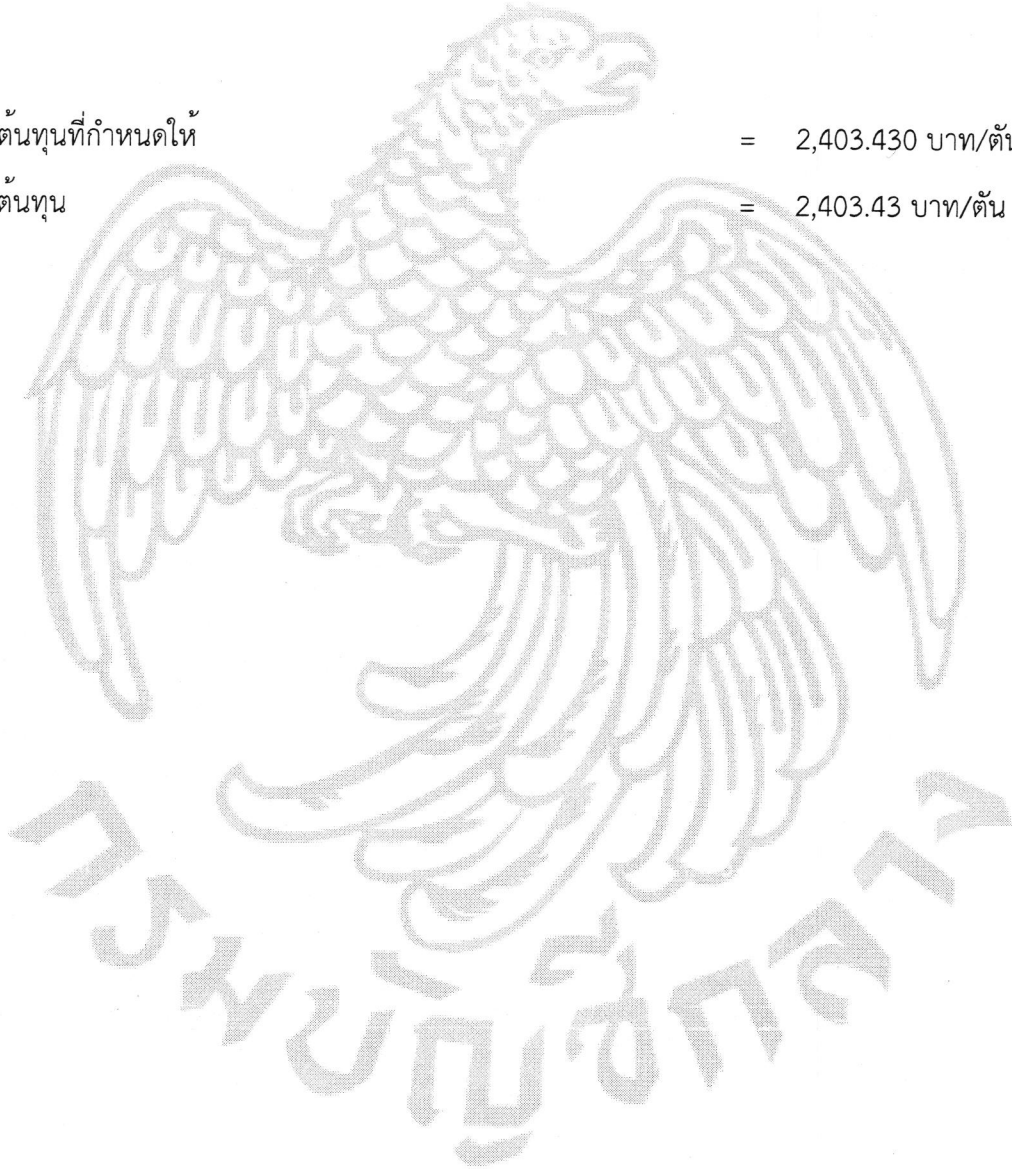 ต้นทุนที่กำหนดให้ = 2,403.430 บาท/ตัน
ต้นทุน = 2,403.43 บาท/ตัน
กรมบัญชีกลาง